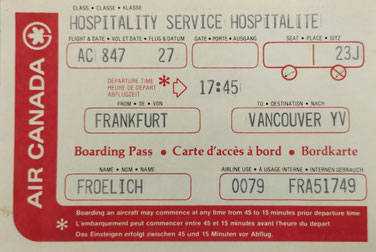 CLASS • CLASSE • KLASSE
HOSPITALITY SERVICE HOSPITALITE
FLIGHT & DATE • VOL ET DATE • FLUG & DATUM
GATE • PORTE • AUSGANG
SEAT • PLACE • SITZ
AC 847 27
23J
DEPARTURE TIME
HEURE DE DÉPART
ABFLUGZEIT
* 17:45
FROM • DE • VON
TO • DESTINATION • NACH
FRANKFURT
VANCOUVER YV
Boarding Pass • Carte d'accès à bord • Bordkarte
NAME • NOM • NAME
AIRLINE USE • À USAGE INTERNE • INTERNEN GEBRAUCH
FROELICH
0079 FRA51749
Boarding an aircraft may commence at any time from 45 to 15 minutes prior departure time
* L'embarquement peut commencer entre 45 et 15 minutes avant l'heure du départ.
Das Einsteigen erfolgt zwischen 45 und 15 Minuten vor Abflug.
AIR CANADA